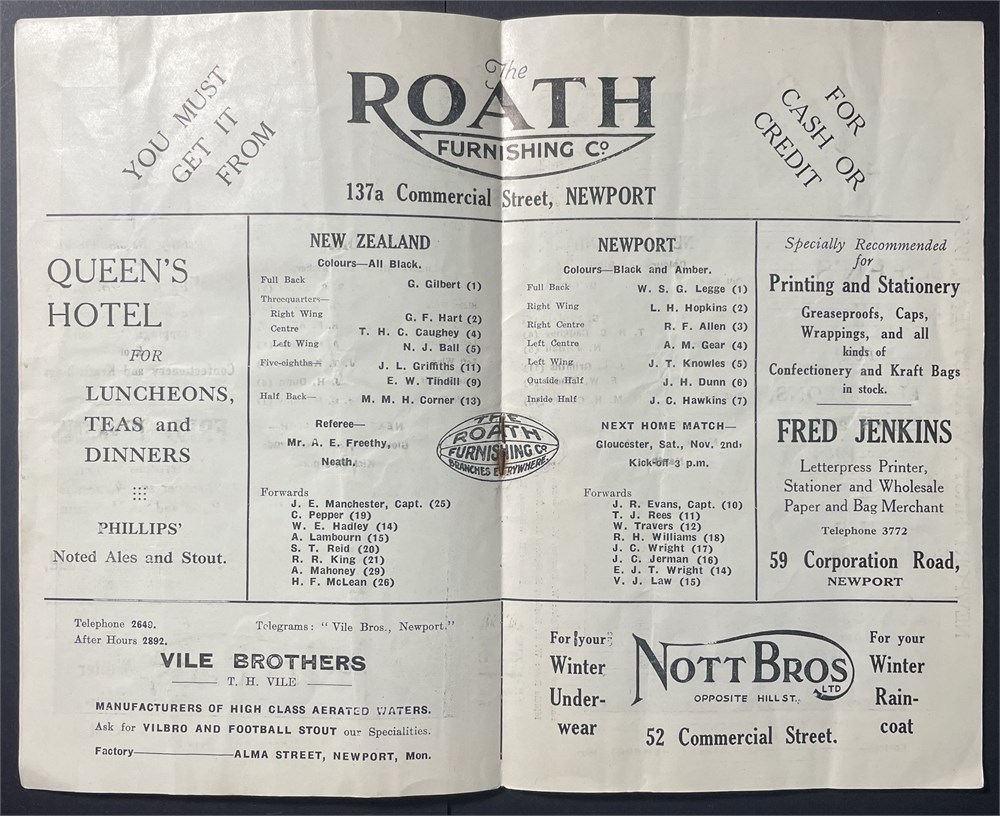 YOU MUST
GET IT
FROM
The
ROATH
FURNISHING Co.
137a Commercial Street, NEWPORT
FOR
CASH OR
CREDIT
QUEEN'S
HOTEL
FOR
LUNCHEONS,
TEAS and
DINNERS
PHILLIPS'
Noted Ales and Stout.
NEW ZEALAND
Colours—All Black.
Full Back G. Gilbert (1)
Threequarters—
Right Wing G. F. Hart (2)
Centre T. H. C. Caughey (4)
Left Wing N. J. Ball (5)
Five-eighths— J. L. Griffiths (11)
E. W. Tindill (9)
Half Back— M. M. H. Corner (13)
Referee—
Mr. A. E. Freethy,
Neath.
Forwards
J. E. Manchester, Capt. (25)
C. Pepper (19)
W. E. Hadley (14)
A. Lambourn (15)
S. T. Reid (20)
R. R. King (21)
A. Mahoney (29)
H. F. McLean (26)
THE
ROATH
FURNISHING Co.
BRANCHES EVERYWHERE.
NEWPORT
Colours—Black and Amber.
Full Back W. S. G. Legge (1)
Right Wing L. H. Hopkins (2)
Right Centre R. F. Allen (3)
Left Centre A. M. Gear (4)
Left Wing J. T. Knowles (5)
Outside Half J. H. Dunn (6)
Inside Half J. C. Hawkins (7)
NEXT HOME MATCH—
Gloucester, Sat., Nov. 2nd,
Kick-off 3 p.m.
Forwards
J. R. Evans, Capt. (10)
T. J. Rees (11)
W. Travers (12)
R. H. Williams (18)
J. C. Wright (17)
J. C. Jerman (16)
E. J. T. Wright (14)
V. J. Law (15)
Specially Recommended
for
Printing and Stationery
Greaseproofs, Caps,
Wrappings, and all
kinds of
Confectionery and Kraft Bags
in stock.
FRED JENKINS
Letterpress Printer,
Stationer and Wholesale
Paper and Bag Merchant
Telephone 3772
59 Corporation Road,
NEWPORT
Telephone 2640. Telegrams: "Vile Bros., Newport."
After Hours 2892.
VILE BROTHERS
T. H. VILE
MANUFACTURERS OF HIGH CLASS AERATED WATERS.
Ask for VILBRO AND FOOTBALL STOUT our Specialities.
Factory—ALMA STREET, NEWPORT, Mon.
For your
Winter
Under-
wear
NOTT BROS
LTD
OPPOSITE HILL ST.
52 Commercial Street.
For your
Winter
Rain-
coat